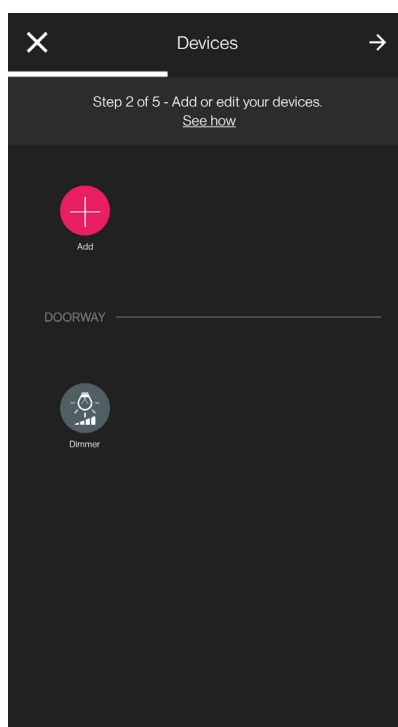 Devices
Step 2 of 5 - Add or edit your devices.
See how
Add
DOORWAY
Dimmer